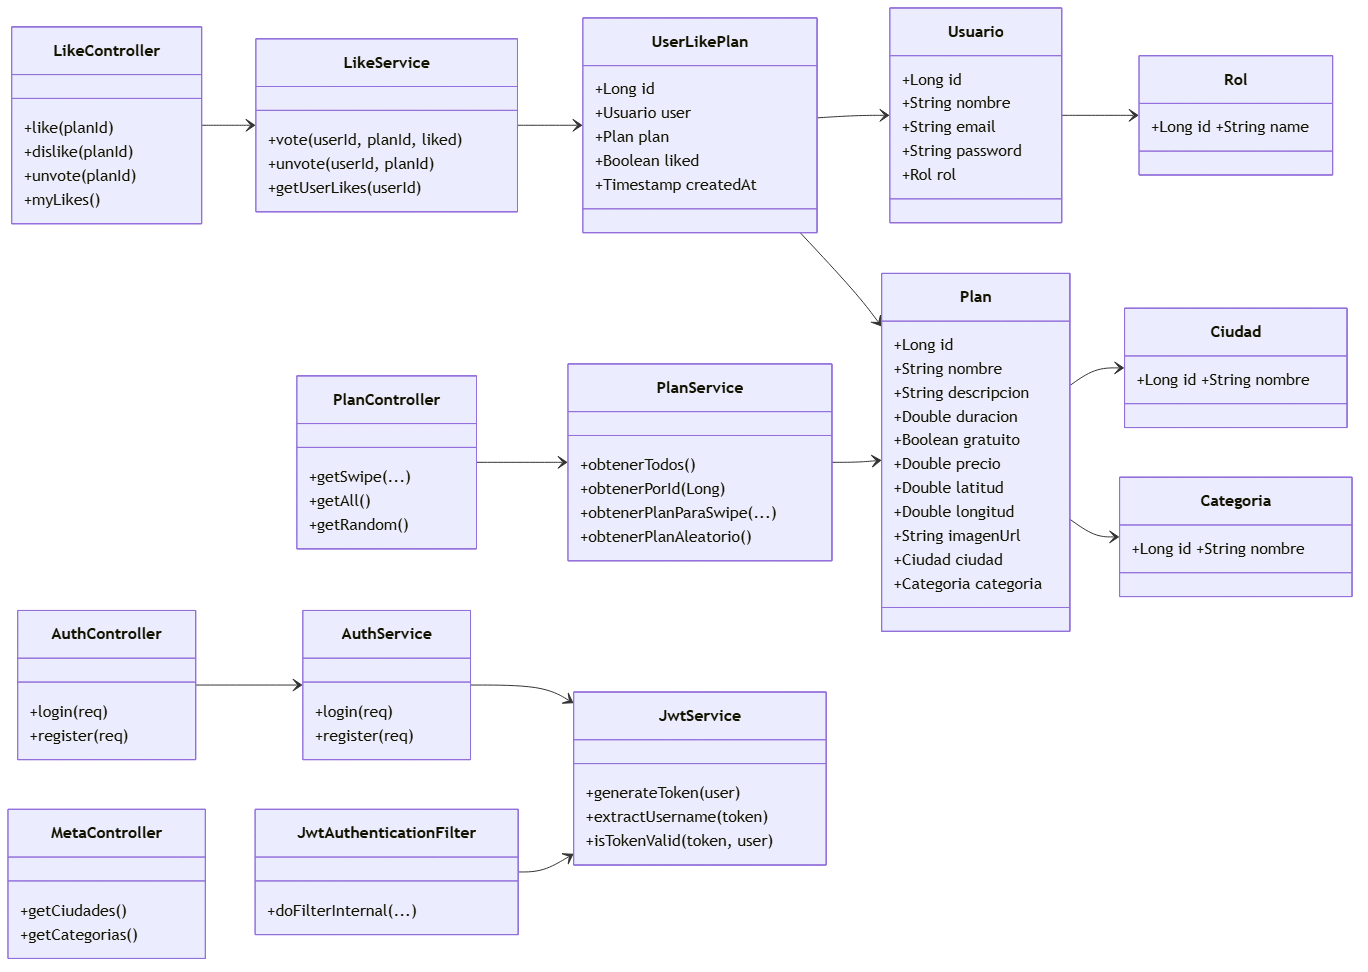 LikeController
+like(planId)
+dislike(planId)
+unvote(planId)
+myLikes()
LikeService
+vote(userId, planId, liked)
+unvote(userId, planId)
+getUserLikes(userId)
UserLikePlan
+Long id
+Usuario user
+Plan plan
+Boolean liked
+Timestamp createdAt
Usuario
+Long id
+String nombre
+String email
+String password
+Rol rol
Rol
+Long id +String name
Plan
+Long id
+String nombre
+String descripcion
+Double duracion
+Boolean gratuito
+Double precio
+Double latitud
+Double longitud
+String imagenUrl
+Ciudad ciudad
+Categoria categoria
Ciudad
+Long id +String nombre
PlanController
+getSwipe(...)
+getAll()
+getRandom()
PlanService
+obtenerTodos()
+obtenerPorId(Long)
+obtenerPlanParaSwipe(...)
+obtenerPlanAleatorio()
Categoria
+Long id +String nombre
AuthController
+login(req)
+register(req)
AuthService
+login(req)
+register(req)
JwtService
+generateToken(user)
+extractUsername(token)
+isTokenValid(token, user)
MetaController
+getCiudades()
+getCategorias()
JwtAuthenticationFilter
+doFilterInternal(...)